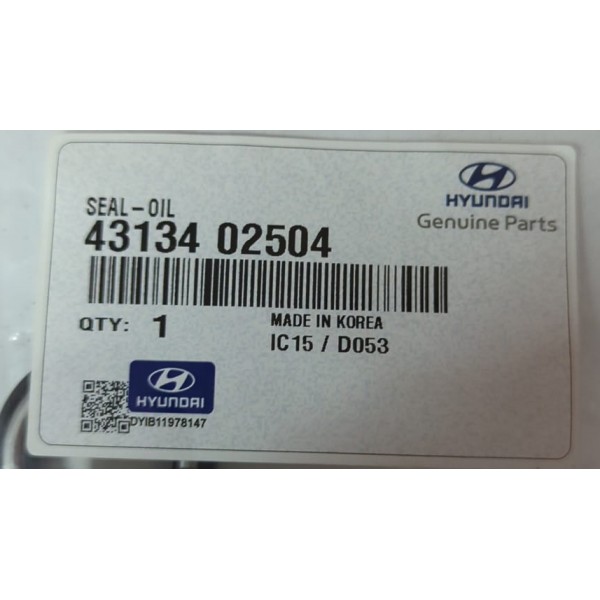 HYUNDAI
Genuine Parts
SEAL-OIL
43134 02504
QTY: 1
MADE IN KOREA
IC15 / D053
HYUNDAI
DYIB11978147